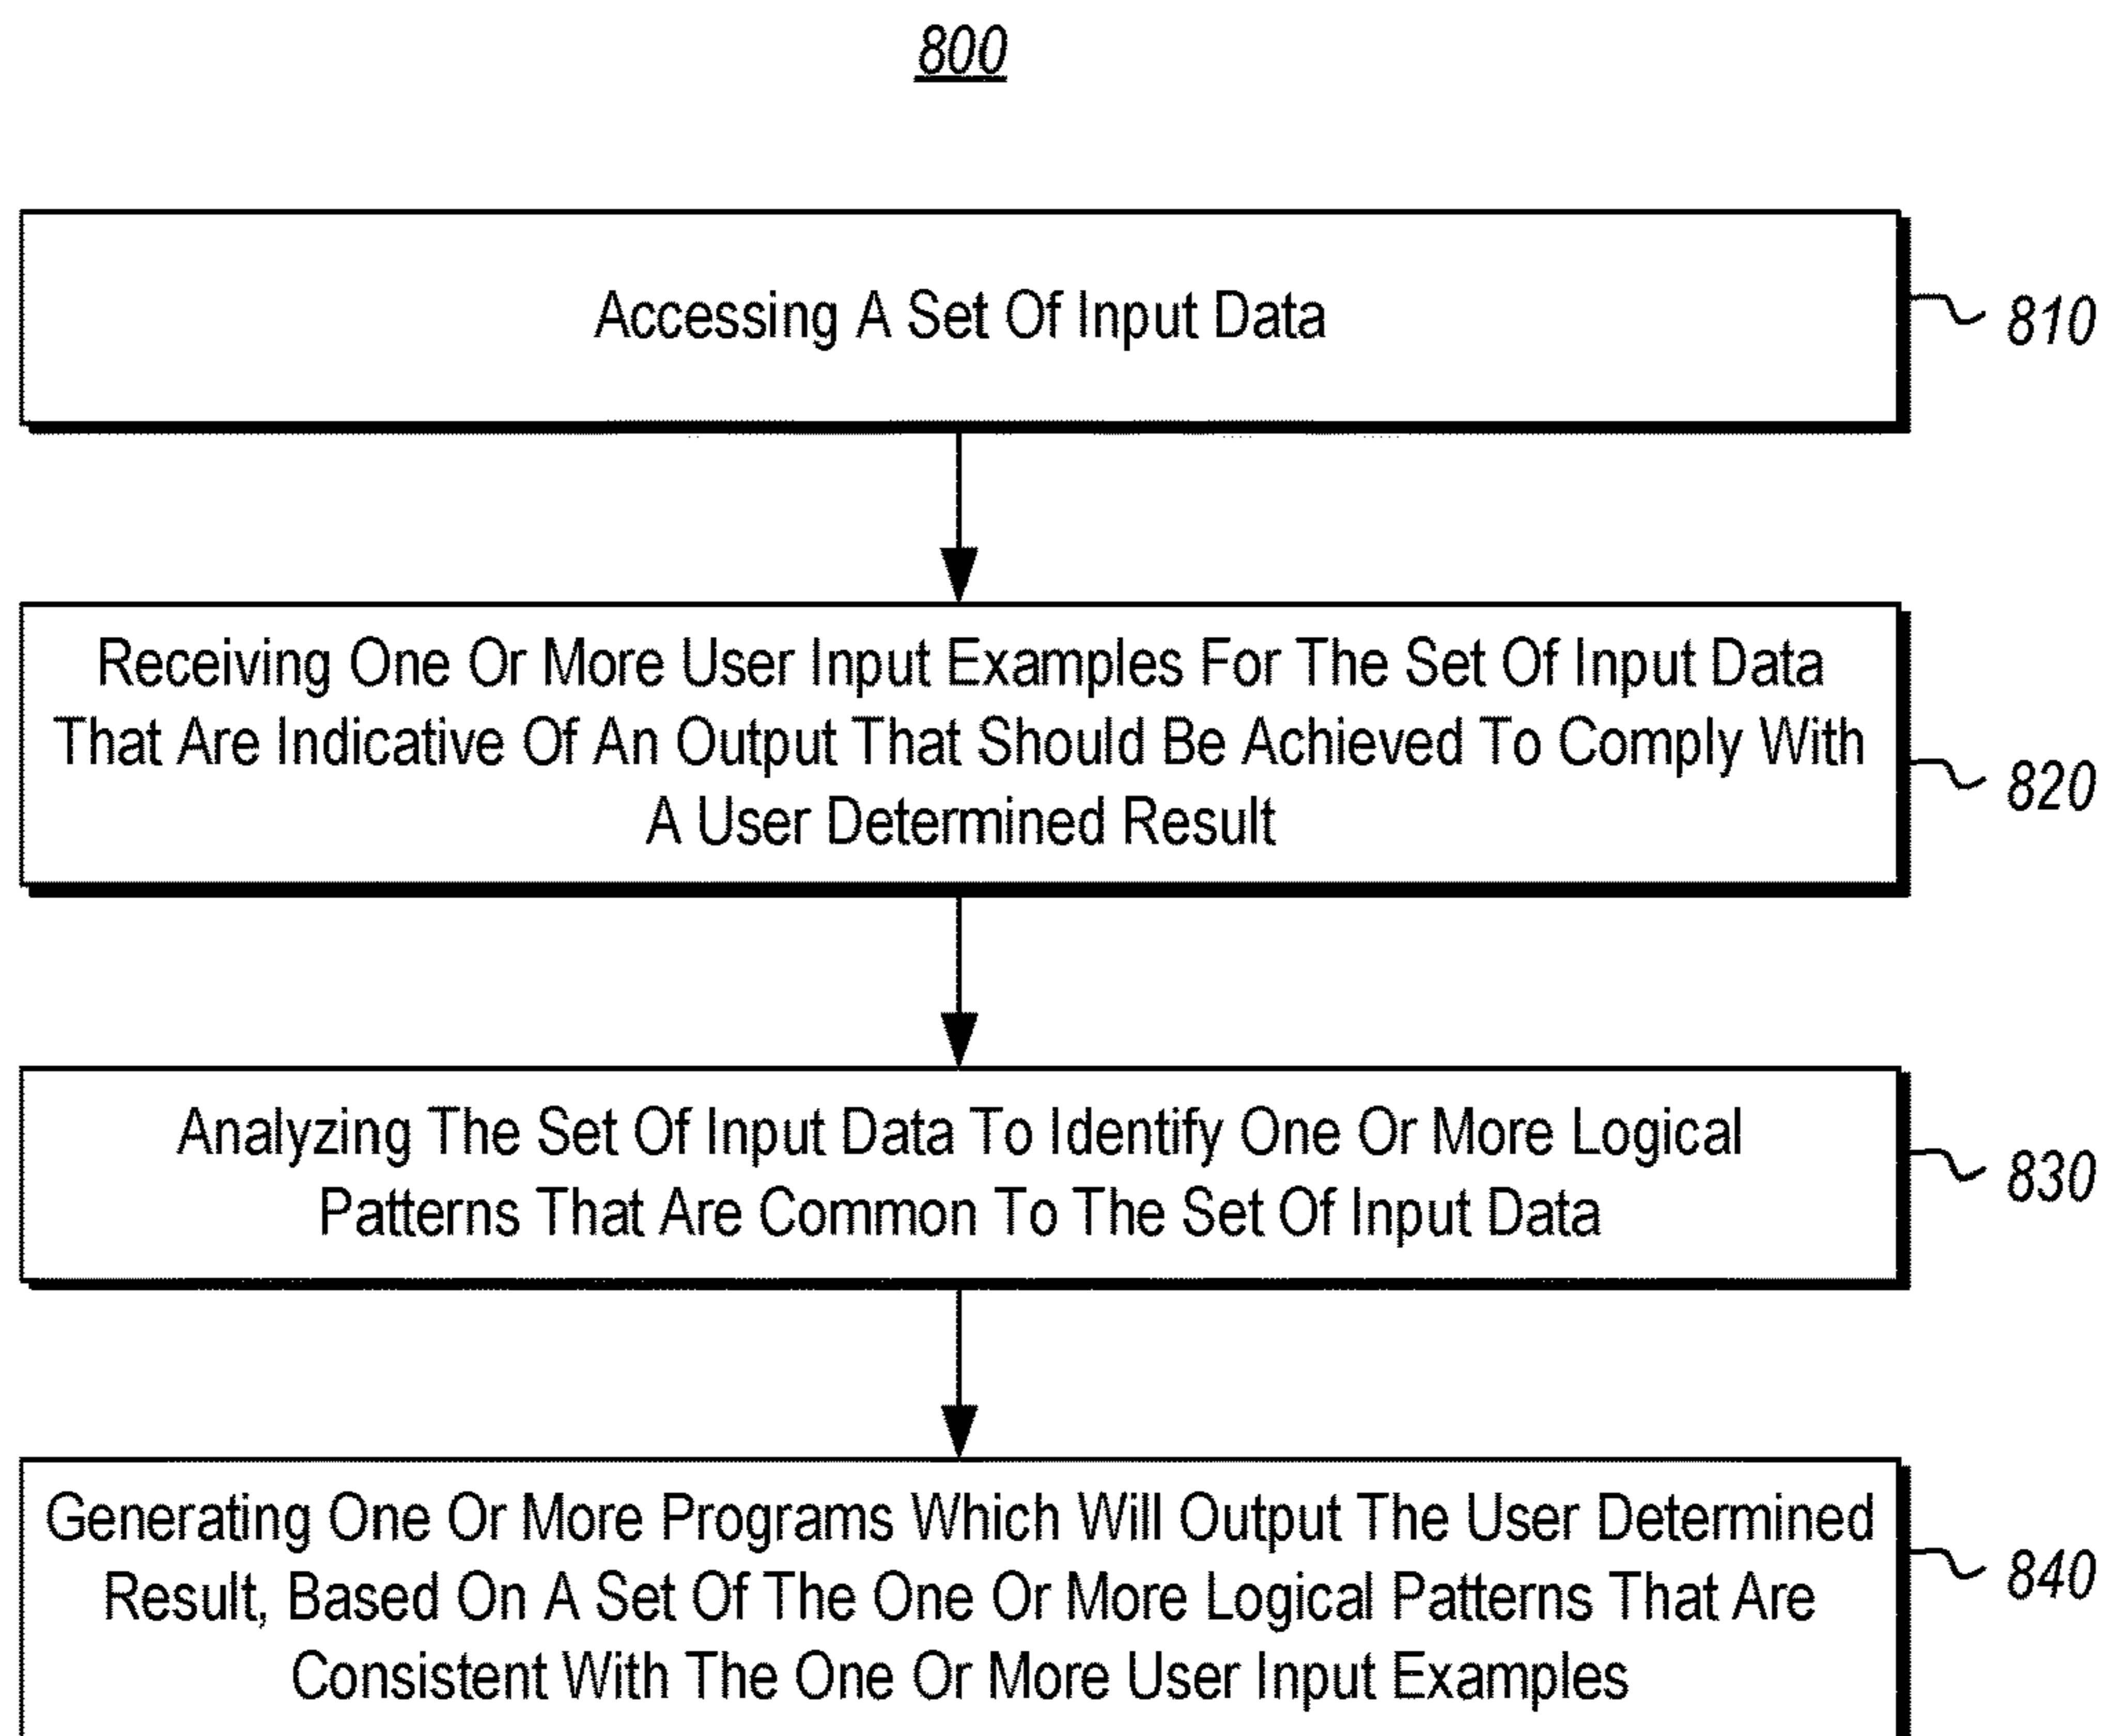 800
Accessing A Set Of Input Data
810
Receiving One Or More User Input Examples For The Set Of Input Data
That Are Indicative Of An Output That Should Be Achieved To Comply With
A User Determined Result
820
Analyzing The Set Of Input Data To Identify One Or More Logical
Patterns That Are Common To The Set Of Input Data
830
Generating One Or More Programs Which Will Output The User Determined
Result, Based On A Set Of The One Or More Logical Patterns That Are
Consistent With The One Or More User Input Examples
840